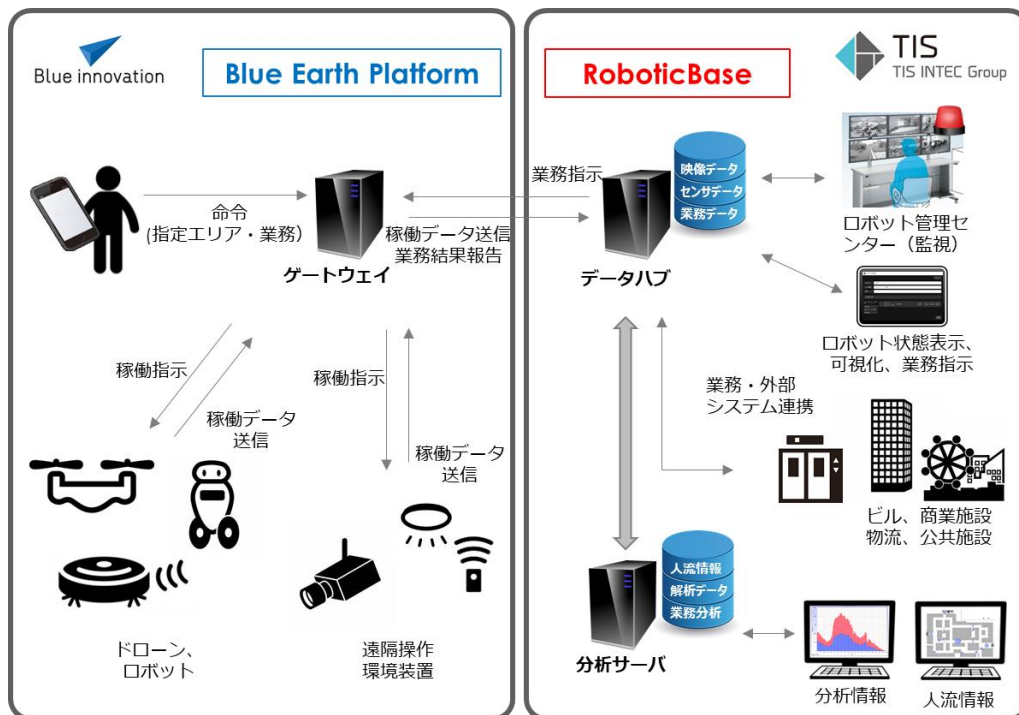 Blue innovation
Blue Earth Platform
命令
(指定エリア・業務)
ゲートウェイ
稼働指示
稼働データ
送信
稼働指示
稼働データ
送信
ドローン、
ロボット
遠隔操作
環境装置
業務指示
稼働データ送信
業務結果報告
RoboticBase
TIS
TIS INTEC Group
映像データ
センサデータ
業務データ
データハブ
ロボット管理セ
ンター（監視）
ロボット状態表示、
可視化、業務指示
業務・外部
システム連携
ビル、商業施設
物流、公共施設
人流情報
解析データ
業務分析
分析サーバ
分析情報
人流情報